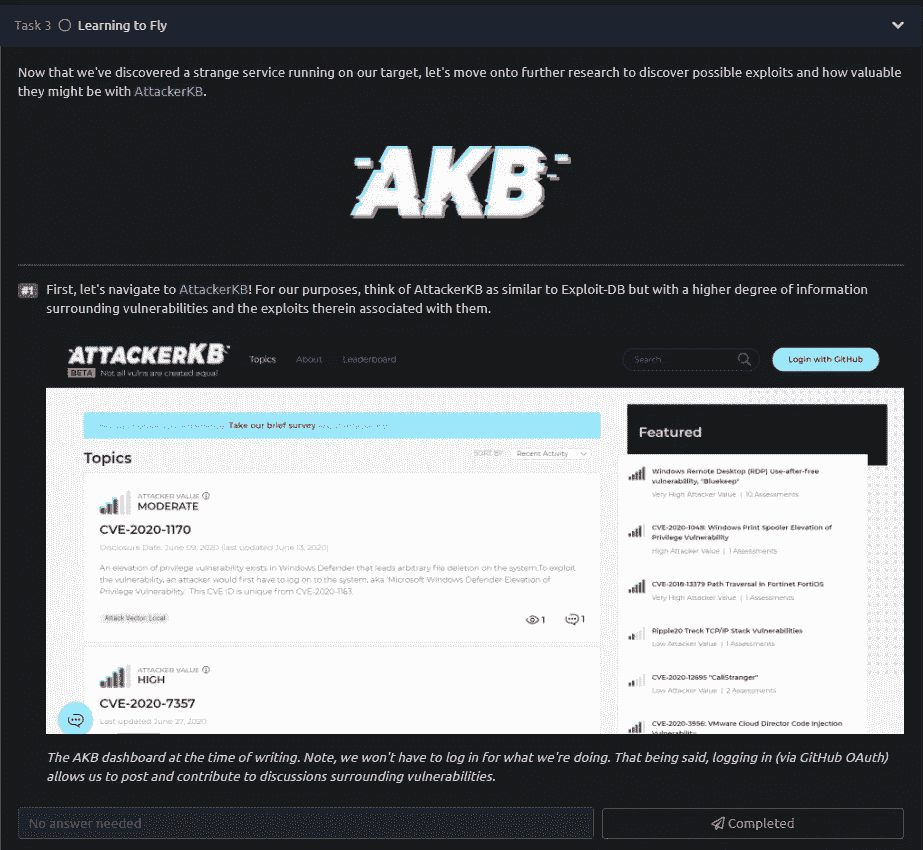 Task 3 Learning to Fly
Now that we've discovered a strange service running on our target, let's move onto further research to discover possible exploits and how valuable
they might be with AttackerKB.
AKB
#1 First, let's navigate to AttackerKB! For our purposes, think of AttackerKB as similar to Exploit-DB but with a higher degree of information
surrounding vulnerabilities and the exploits therein associated with them.
ATTACKERKB Topics About Leaderboard Search... Login with GitHub
BETA Not all vulns are created equal
Take our brief survey
Topics
SORT BY: Recent Activity
ATTACKER VALUE
MODERATE
CVE-2020-1170
Disclosure Date: June 09, 2020 (last updated June 13, 2020)
An elevation of privilege vulnerability exists in Windows Defender that leads arbitrary file deletion on the system.To exploit
the vulnerability, an attacker would first have to log on to the system, aka 'Microsoft Windows Defender Elevation of
Privilege Vulnerability'. This CVE ID is unique from CVE-2020-1163.
Attack Vector: Local
1 1
ATTACKER VALUE
HIGH
CVE-2020-7357
Last updated June 27, 2020
Featured
Windows Remote Desktop (RDP) Use-after-free
vulnerability, "Bluekeep"
Very High Attacker Value | 10 Assessments
CVE-2020-1048: Windows Print Spooler Elevation of
Privilege Vulnerability
High Attacker Value | 1 Assessments
CVE-2018-13379 Path Traversal in Fortinet FortiOS
Very High Attacker Value | 1 Assessments
Ripple20 Treck TCP/IP Stack Vulnerabilities
Low Attacker Value | 1 Assessments
CVE-2020-12695 "CallStranger"
Low Attacker Value | 2 Assessments
CVE-2020-3956: VMware Cloud Director Code Injection
Vulnerability
The AKB dashboard at the time of writing. Note, we won't have to log in for what we're doing. That being said, logging in (via GitHub OAuth)
allows us to post and contribute to discussions surrounding vulnerabilities.
No answer needed
Completed